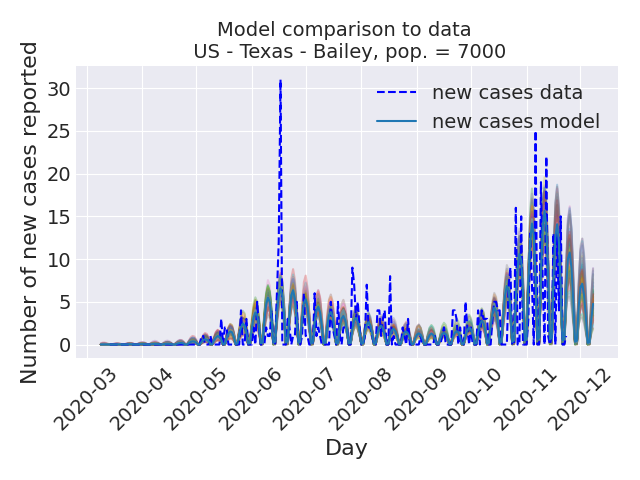 Model comparison to data
US - Texas - Bailey, pop. = 7000
Number of new cases reported
30
25
20
15
10
5
0
new cases data
new cases model
2020-03
2020-04
2020-05
2020-06
2020-07
2020-08
2020-09
2020-10
2020-11
2020-12
Day